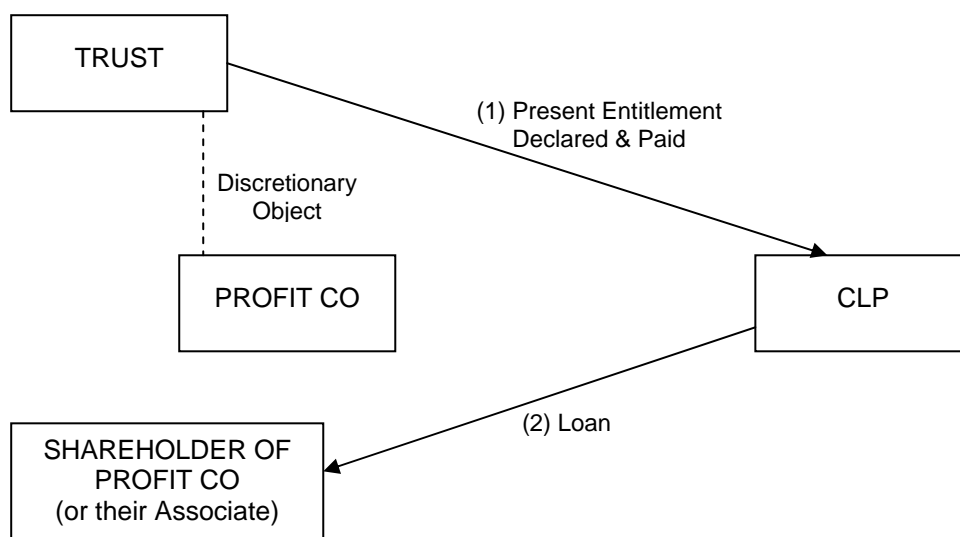 TRUST
(1) Present Entitlement
Declared & Paid
Discretionary
Object
PROFIT CO
CLP
(2) Loan
SHAREHOLDER OF
PROFIT CO
(or their Associate)